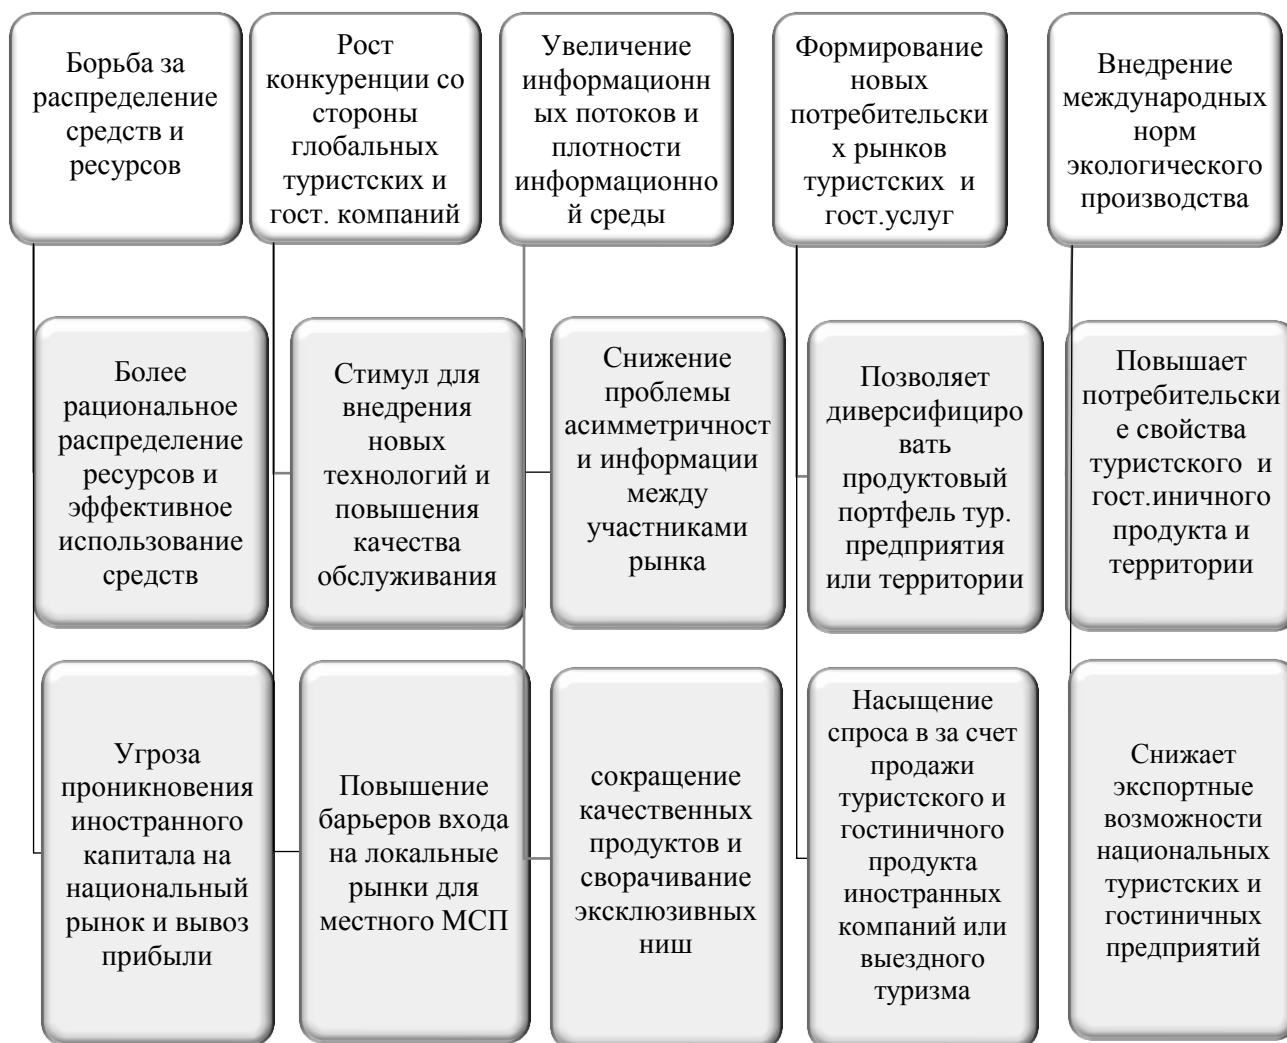 Борьба за
распределение
средств и
ресурсов
Рост
конкуренции со
стороны
глобальных
туристских и
гост. компаний
Увеличение
информационн
ых потоков и
плотности
информационно
й среды
Формирование
новых
потребительски
х рынков
туристских и
гост.услуг
Внедрение
международных
норм
экологического
производства
Более
рациональное
распределение
ресурсов и
эффективное
использование
средств
Стимул для
внедрения
новых
технологий и
повышения
качества
обслуживания
Снижение
проблемы
асимметричност
и информации
между
участниками
рынка
Позволяет
диверсифициро
вать
продуктовый
портфель тур.
предприятия
или территории
Повышает
потребительски
е свойства
туристского и
гост.иничного
продукта и
территории
Угроза
проникновения
иностранного
капитала на
национальный
рынок и вывоз
прибыли
Повышение
барьеров входа
на локальные
рынки для
местного МСП
сокращение
качественных
продуктов и
сворачивание
эксклюзивных
ниш
Насыщение
спроса в за счет
продажи
туристского и
гостиничного
продукта
иностранных
компаний или
выездного
туризма
Снижает
экспортные
возможности
национальных
туристских и
гостиничных
предприятий